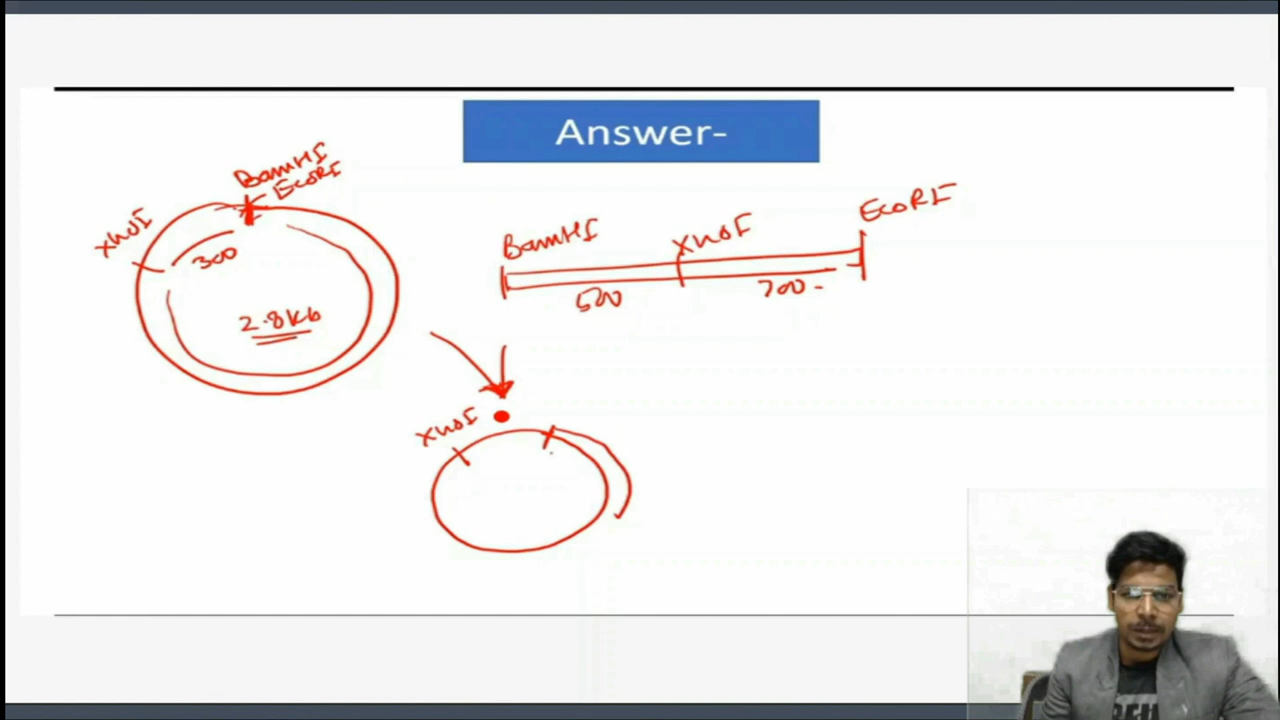 Answer-
BamHI
EcoRI
XhoI
300
2.8Kb
BamHI
XhoI
EcoRI
500
700
XhoI